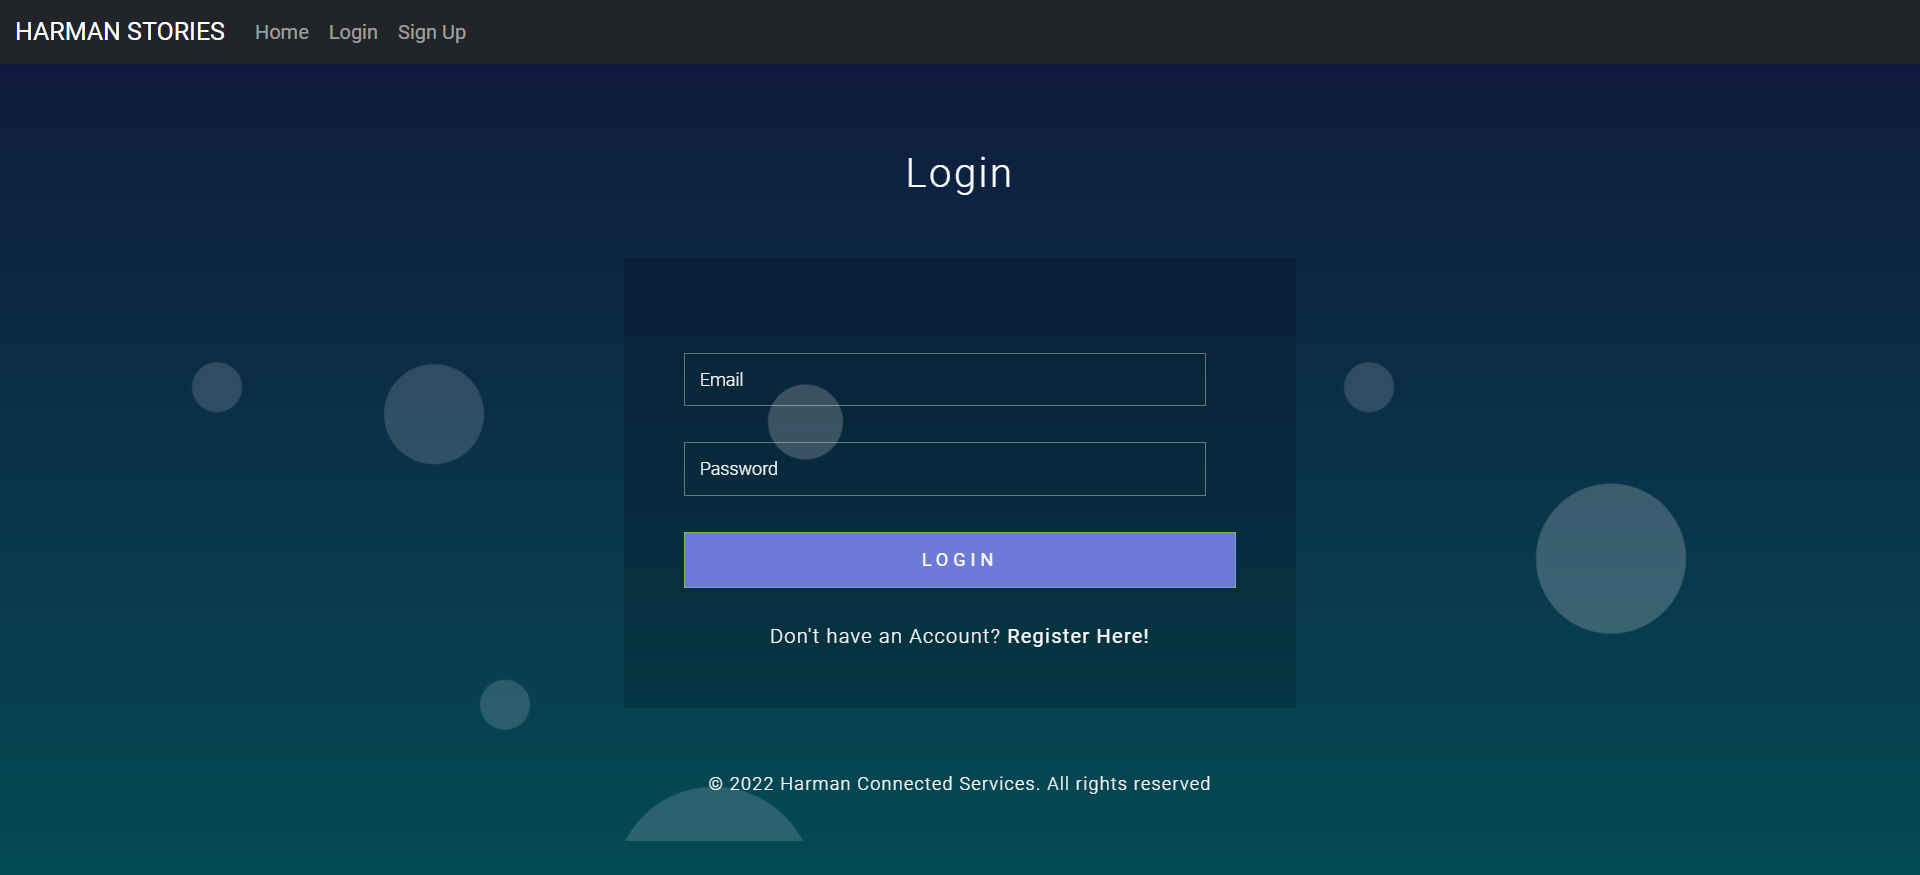 HARMAN STORIES Home Login Sign Up
Login
Email
Password
LOGIN
Don't have an Account? Register Here!
© 2022 Harman Connected Services. All rights reserved